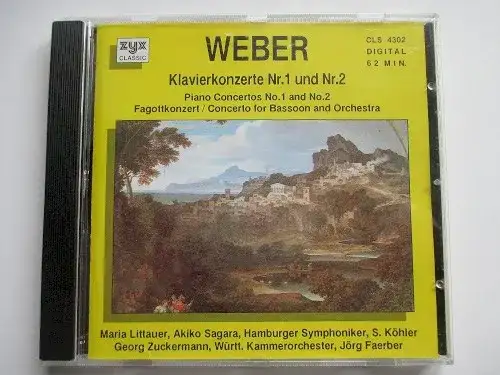 zyx
CLASSIC
WEBER
CLS 4302
DIGITAL
62 MIN.
Klavierkonzerte Nr.1 und Nr.2
Piano Concertos No.1 and No.2
Fagottkonzert / Concerto for Bassoon and Orchestra
Maria Littauer, Akiko Sagara, Hamburger Symphoniker, S. Köhler
Georg Zuckermann, Württ. Kammerorchester, Jörg Faerber